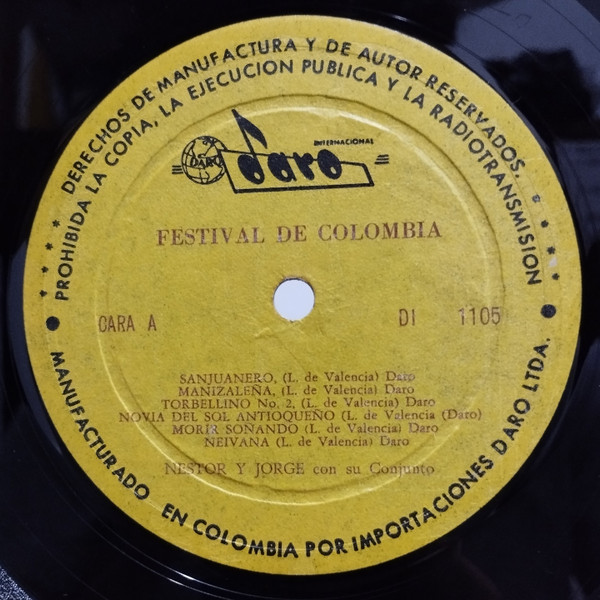 DERECHOS DE MANUFACTURA Y DE AUTOR RESERVADOS.
PROHIBIDA LA COPIA, LA EJECUCION PUBLICA Y LA RADIOTRANSMISION
INTERNACIONAL
DARO
daro
FESTIVAL DE COLOMBIA
CARA A
DI 1105
SANJUANERO, (L. de Valencia) Daro
MANIZALEÑA, (L. de Valencia) Daro
TORBELLINO No. 2, (L. de Valencia) Daro
NOVIA DEL SOL ANTIOQUEÑO (L. de Valencia (Daro)
MORIR SOÑANDO (L. de Valencia) Daro
NEIVANA (L. de Valencia) Daro
NESTOR Y JORGE con su Conjunto
MANUFACTURADO EN COLOMBIA POR IMPORTACIONES DARO LTDA.